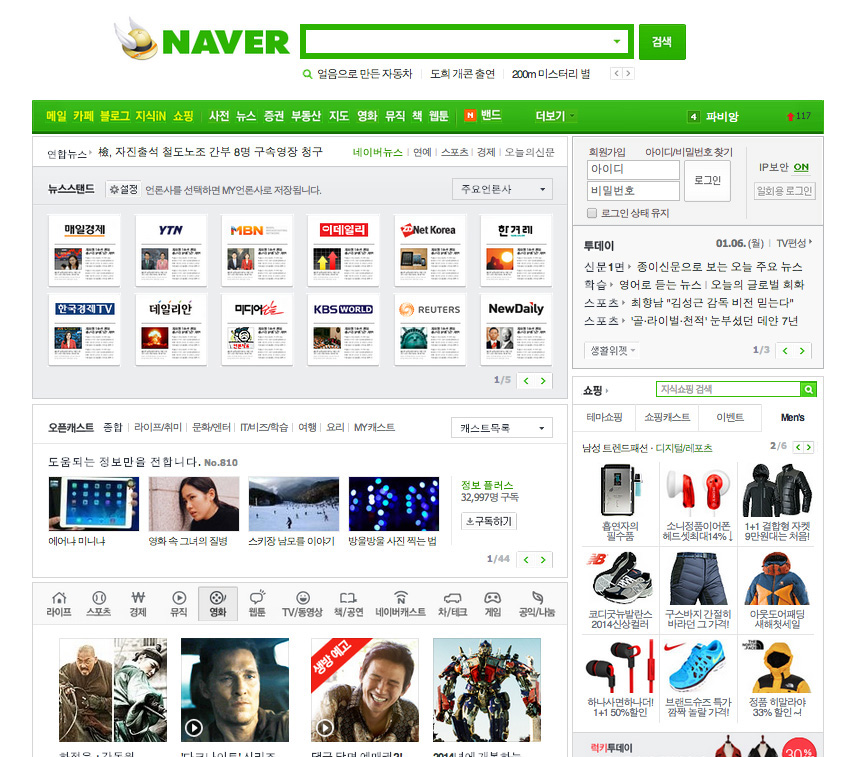 NAVER
검색
얼음으로 만든 자동차 도희 개콘 출연 200m 미스터리 별
메일 카페 블로그 지식iN 쇼핑 사전 뉴스 증권 부동산 지도 영화 뮤직 책 웹툰 N 밴드 더보기 4 파비앙 117
연합뉴스 檢, 자진출석 철도노조 간부 8명 구속영장 청구 네이버뉴스 연예 스포츠 경제 오늘의신문
뉴스스탠드 설정 언론사를 선택하면 MY언론사로 저장됩니다. 주요언론사
매일경제 YTN MBN 이데일리 ZDNet Korea 한겨레
한국경제TV 데일리안 미디어 KBS WORLD REUTERS NewDaily
1/5
회원가입 아이디/비밀번호 찾기
아이디
비밀번호
로그인
IP보안 ON
일회용 로그인
로그인 상태 유지
투데이 01.06. (월) TV편성
신문1면 종이신문으로 보는 오늘 주요 뉴스
학습 영어로 듣는 뉴스 오늘의 글로벌 회화
스포츠 최향남 "김성근 감독 비전 믿는다"
스포츠 '골·라이벌·천적' 눈부셨던 데얀 7년
생활위젯 1/3
오픈캐스트 종합 라이프/취미 문화/엔터 IT/비즈/학습 여행 요리 MY캐스트 캐스트목록
도움되는 정보만을 전합니다. No.810
에어냐 미니냐 영화 속 그녀의 질병 스키장 남모를 이야기 방울방울 사진 찍는 법
정보 플러스
32,997명 구독
구독하기
1/44
쇼핑 지식쇼핑 검색
테마쇼핑 쇼핑캐스트 이벤트 Men's
남성 트렌드패션 · 디지털/레포츠 2/6
흡연자의
필수품
소니정품이어폰
헤드셋최대14%↓
1+1 결합형 자켓
9만원대는 처음!
코디굿뉴발란스
2014신상컬러
구스바지 간절히
바라던 그 가격!
아웃도어패딩
새해첫세일
하나사면하나더!
1+1 50%할인
브랜드슈즈 특가
깜짝 놀랄 가격!
정품 히말라야
33% 할인~!
럭키투데이
30%
라이프 스포츠 경제 뮤직 영화 웹툰 TV/동영상 책/공연 네이버캐스트 차/테크 게임 공익/나눔
생방 예고